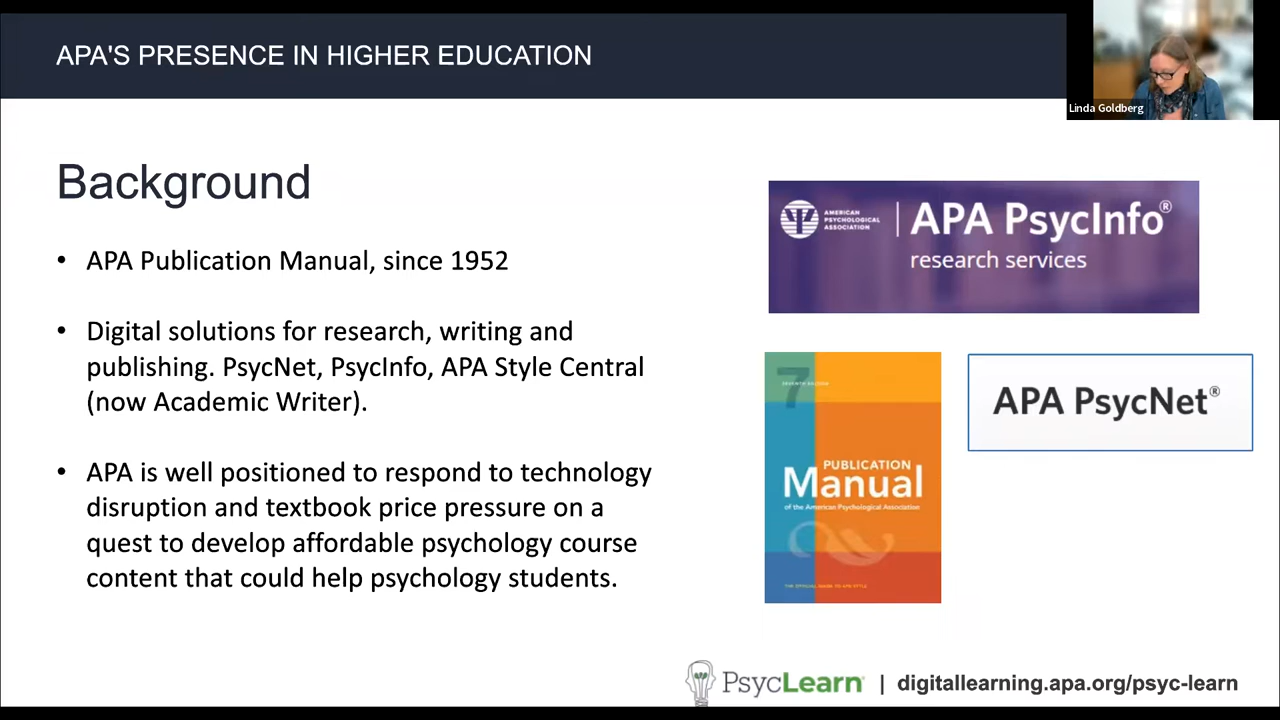 APA'S PRESENCE IN HIGHER EDUCATION
Linda Goldberg
Background
• APA Publication Manual, since 1952
• Digital solutions for research, writing and
publishing. PsycNet, PsycInfo, APA Style Central
(now Academic Writer).
• APA is well positioned to respond to technology
disruption and textbook price pressure on a
quest to develop affordable psychology course
content that could help psychology students.
AMERICAN
PSYCHOLOGICAL
ASSOCIATION
APA PsycInfo®
research services
7
SEVENTH EDITION
PUBLICATION
Manual
of the American Psychological Association
THE OFFICIAL GUIDE TO APA STYLE
APA PsycNet®
PsycLearn® | digitallearning.apa.org/psyc-learn